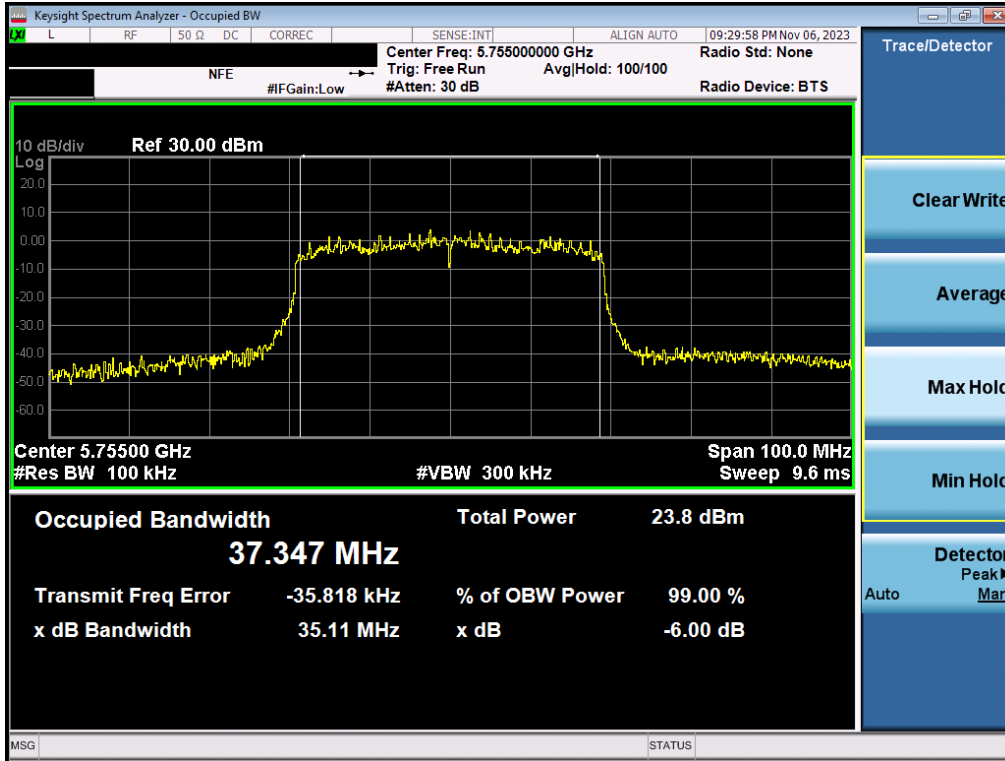 Keysight Spectrum Analyzer - Occupied BW
LXI L RF 50 Ω DC CORREC SENSE:INT ALIGN AUTO 09:29:58 PM Nov 06, 2023
Center Freq: 5.755000000 GHz Radio Std: None
NFE Trig: Free Run Avg|Hold: 100/100
#IFGain:Low #Atten: 30 dB Radio Device: BTS
10 dB/div Ref 30.00 dBm
Log
20.0
10.0
0.00
-10.0
-20.0
-30.0
-40.0
-50.0
-60.0
Center 5.75500 GHz Span 100.0 MHz
#Res BW 100 kHz #VBW 300 kHz Sweep 9.6 ms
Occupied Bandwidth Total Power 23.8 dBm
37.347 MHz
Transmit Freq Error -35.818 kHz % of OBW Power 99.00 %
x dB Bandwidth 35.11 MHz x dB -6.00 dB
MSG STATUS
Trace/Detector
Clear Write
Average
Max Hold
Min Hold
Detector
Peak
Auto Man